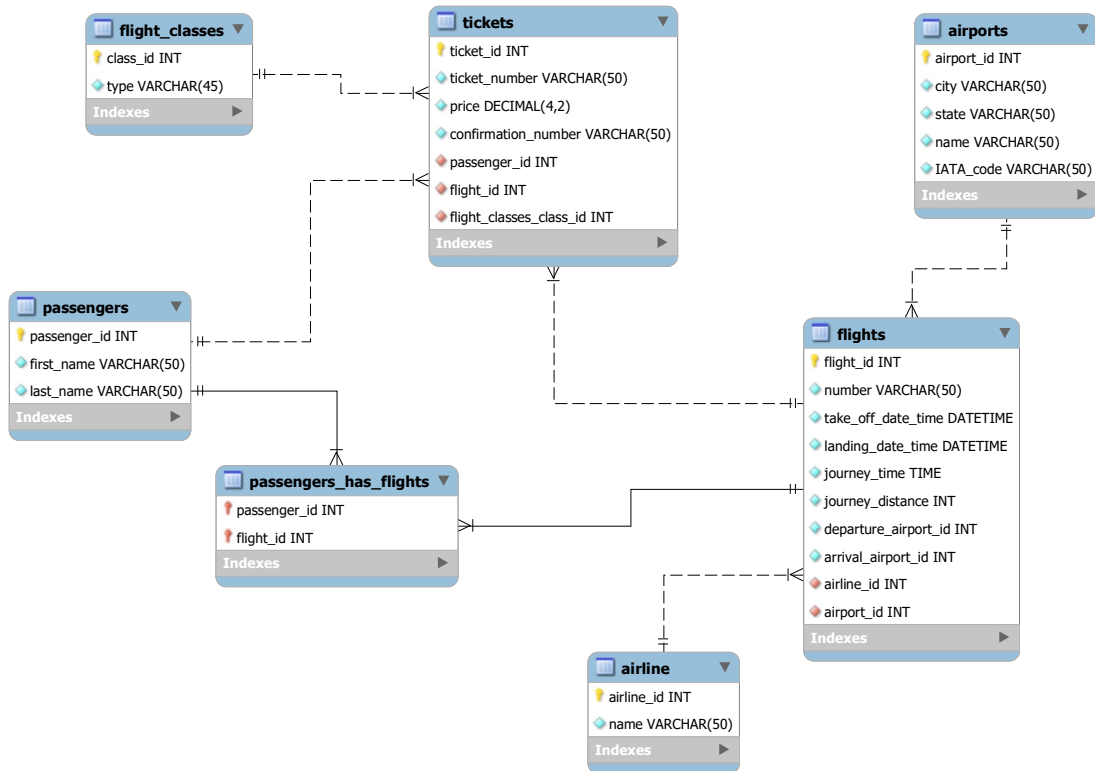 flight_classes
class_id INT
type VARCHAR(45)
Indexes
tickets
ticket_id INT
ticket_number VARCHAR(50)
price DECIMAL(4,2)
confirmation_number VARCHAR(50)
passenger_id INT
flight_id INT
flight_classes_class_id INT
Indexes
airports
airport_id INT
city VARCHAR(50)
state VARCHAR(50)
name VARCHAR(50)
IATA_code VARCHAR(50)
Indexes
passengers
passenger_id INT
first_name VARCHAR(50)
last_name VARCHAR(50)
Indexes
flights
flight_id INT
number VARCHAR(50)
take_off_date_time DATETIME
landing_date_time DATETIME
journey_time TIME
journey_distance INT
departure_airport_id INT
arrival_airport_id INT
airline_id INT
airport_id INT
Indexes
passengers_has_flights
passenger_id INT
flight_id INT
Indexes
airline
airline_id INT
name VARCHAR(50)
Indexes